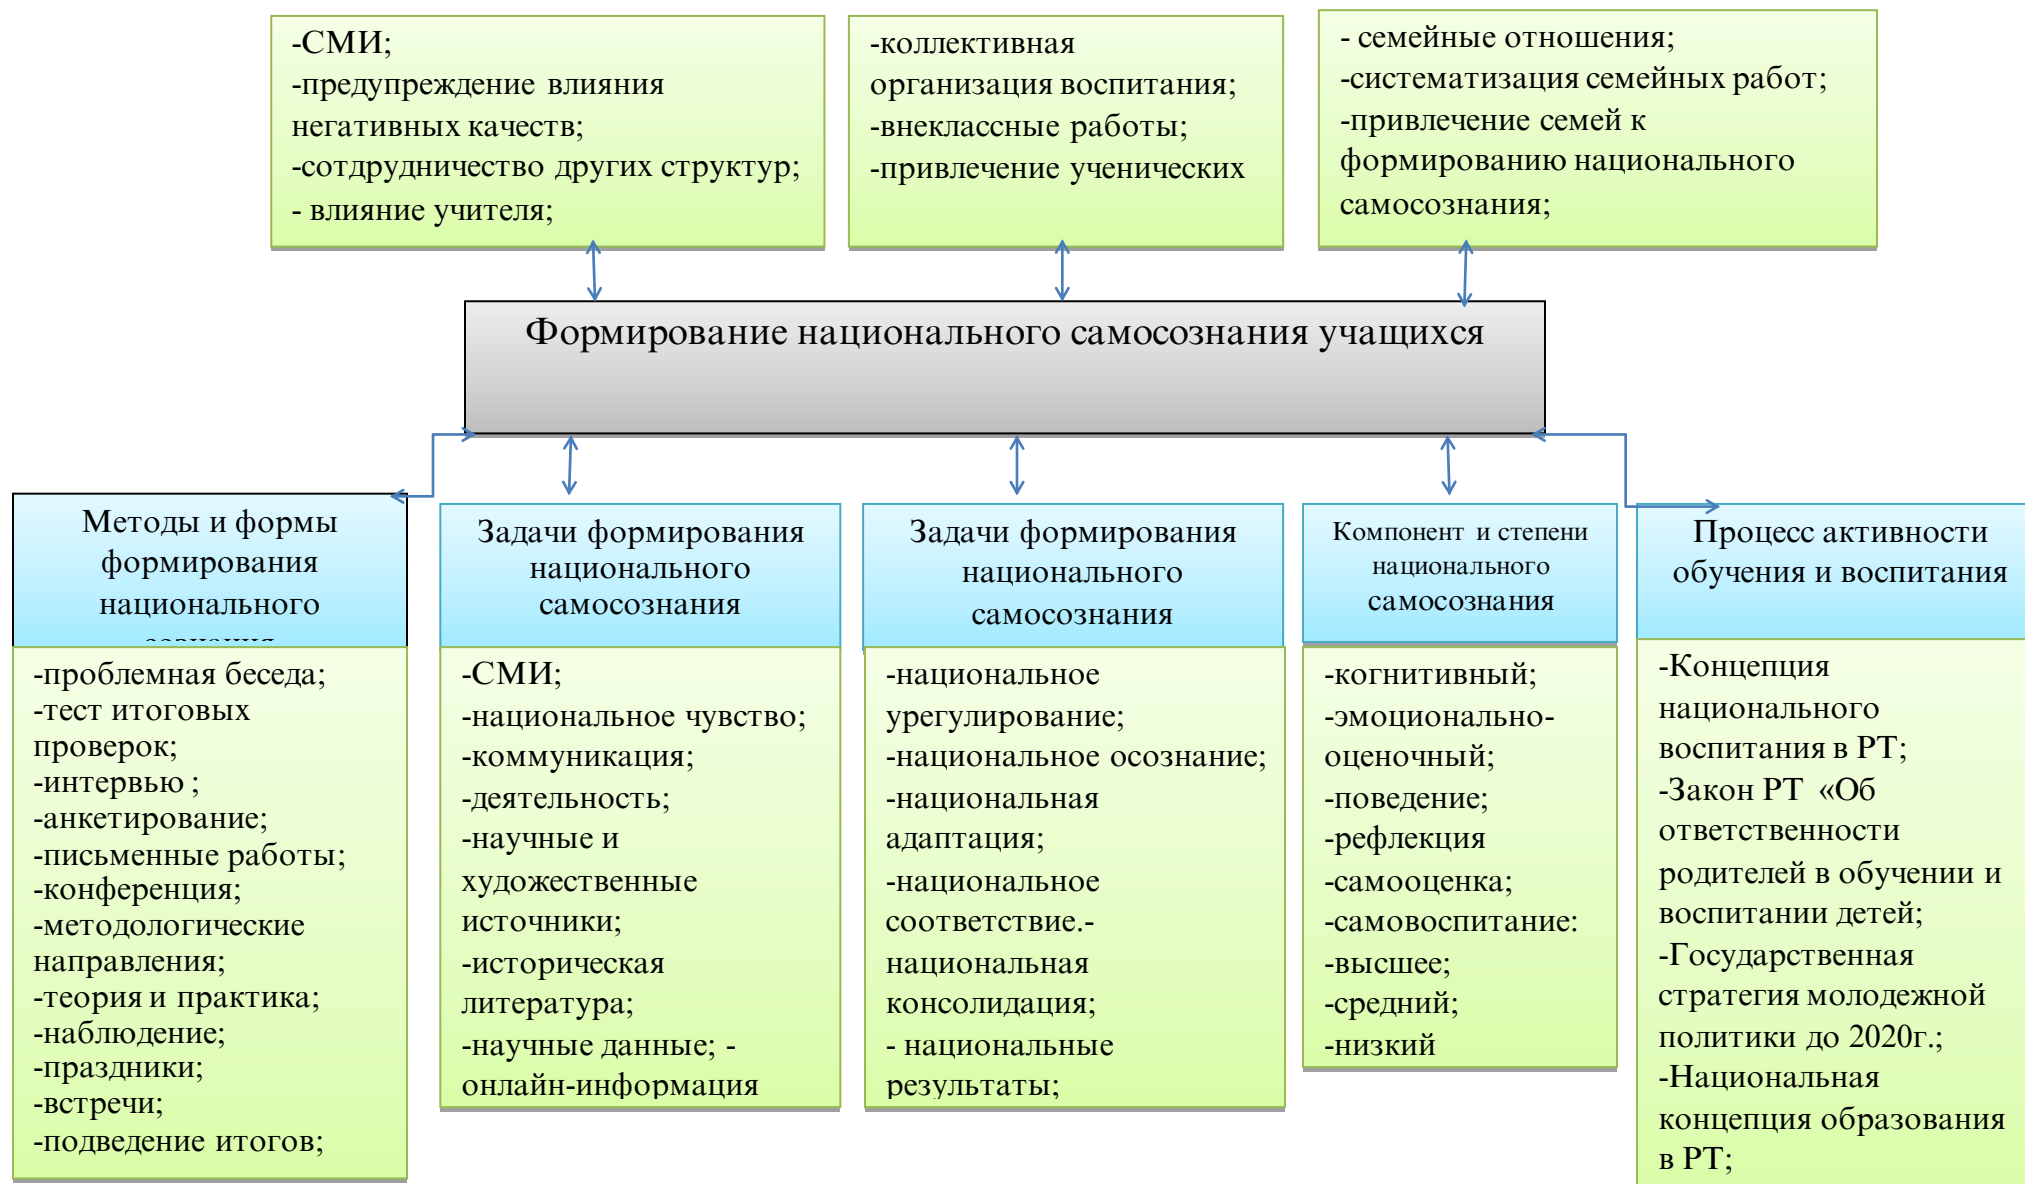 -СМИ;
-предупреждение влияния
негативных качеств;
-сотдрудничество других структур;
- влияние учителя;
-коллективная
организация воспитания;
-внеклассные работы;
-привлечение ученических
- семейные отношения;
-систематизация семейных работ;
-привлечение семей к
формированию национального
самосознания;
Формирование национального самосознания учащихся
Методы и формы
формирования
национального
Задачи формирования
национального
самосознания
Задачи формирования
национального
самосознания
Компонент и степени
национального
самосознания
Процесс активности
обучения и воспитания
-проблемная беседа;
-тест итоговых
проверок;
-интервью ;
-анкетирование;
-письменные работы;
-конференция;
-методологические
направления;
-теория и практика;
-наблюдение;
-праздники;
-встречи;
-подведение итогов;
-СМИ;
-национальное чувство;
-коммуникация;
-деятельность;
-научные и
художественные
источники;
-историческая
литература;
-научные данные; -
онлайн-информация
-национальное
урегулирование;
-национальное осознание;
-национальная
адаптация;
-национальное
соответствие.-
национальная
консолидация;
- национальные
результаты;
-когнитивный;
-эмоционально-
оценочный;
-поведение;
-рефлекция
-самооценка;
-самовоспитание:
-высшее;
-средний;
-низкий
-Концепция
национального
воспитания в РТ;
-Закон РТ «Об
ответственности
родителей в обучении и
воспитании детей;
-Государственная
стратегия молодежной
политики до 2020г.;
-Национальная
концепция образования
в РТ;